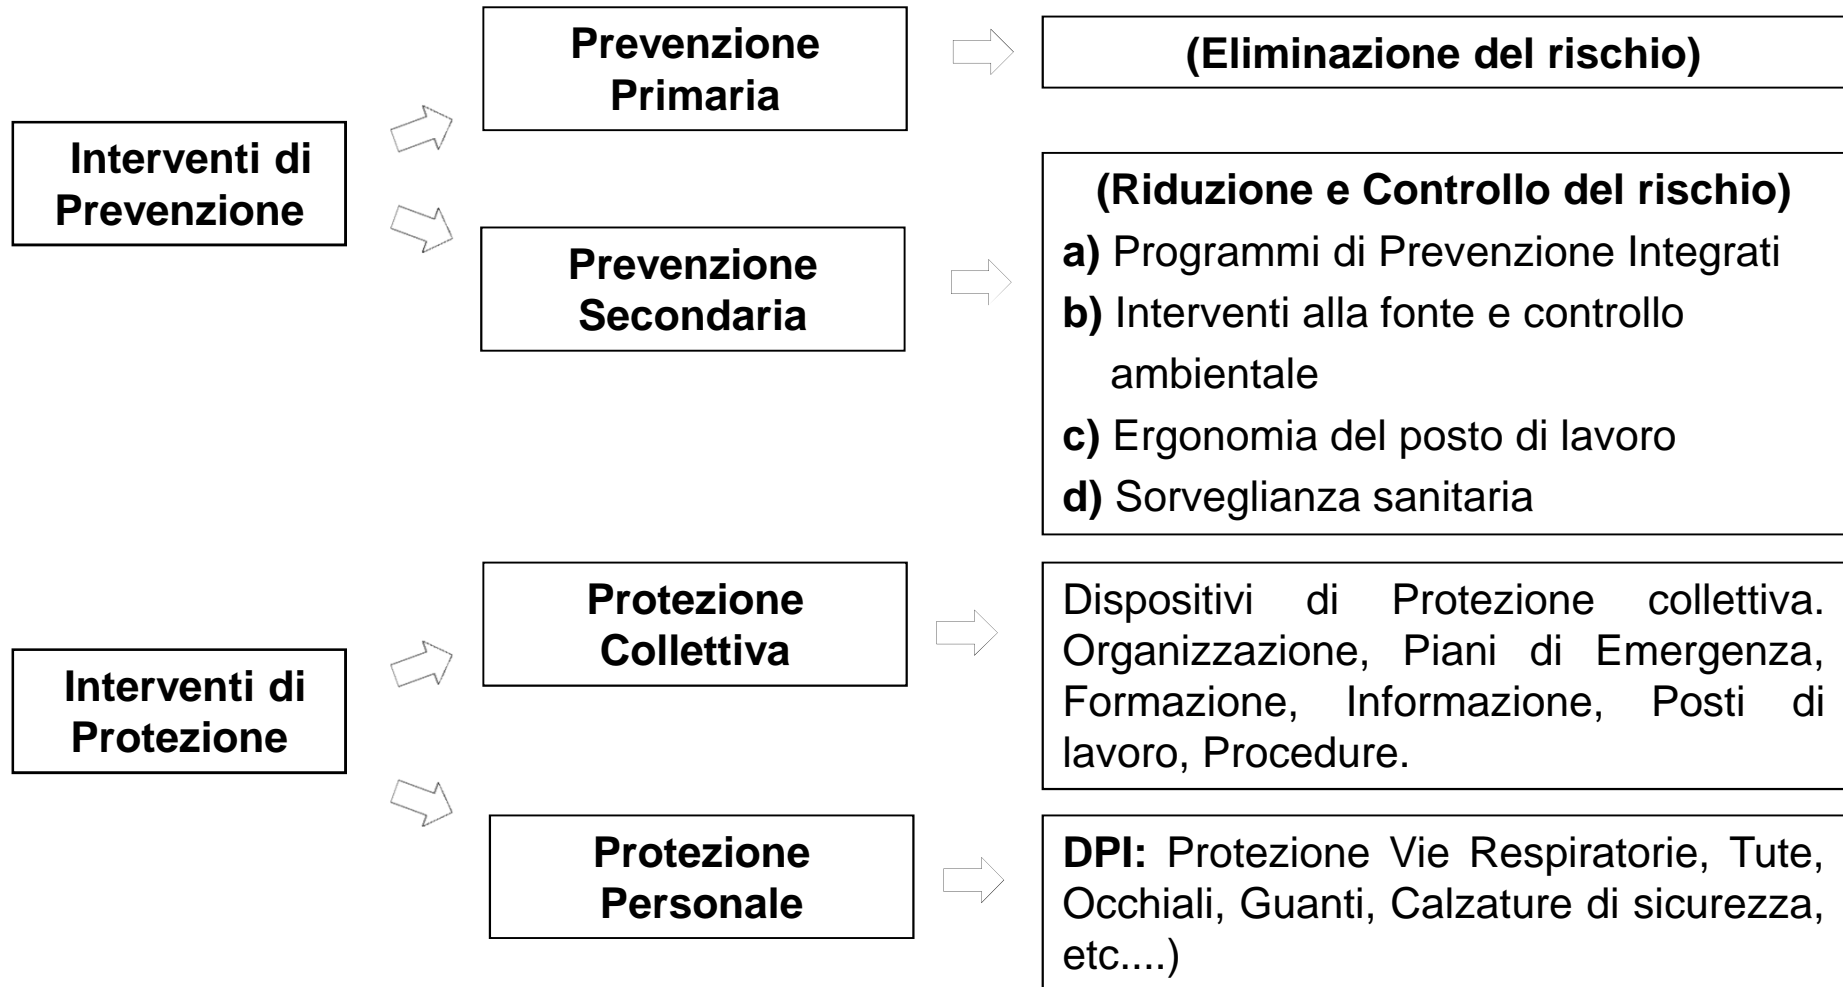 Interventi di
Prevenzione
Prevenzione
Primaria
(Eliminazione del rischio)
Prevenzione
Secondaria
(Riduzione e Controllo del rischio)
a) Programmi di Prevenzione Integrati
b) Interventi alla fonte e controllo
ambientale
c) Ergonomia del posto di lavoro
d) Sorveglianza sanitaria
Interventi di
Protezione
Protezione
Collettiva
Dispositivi di Protezione collettiva.
Organizzazione, Piani di Emergenza,
Formazione, Informazione, Posti di
lavoro, Procedure.
Protezione
Personale
DPI: Protezione Vie Respiratorie, Tute,
Occhiali, Guanti, Calzature di sicurezza,
etc....)